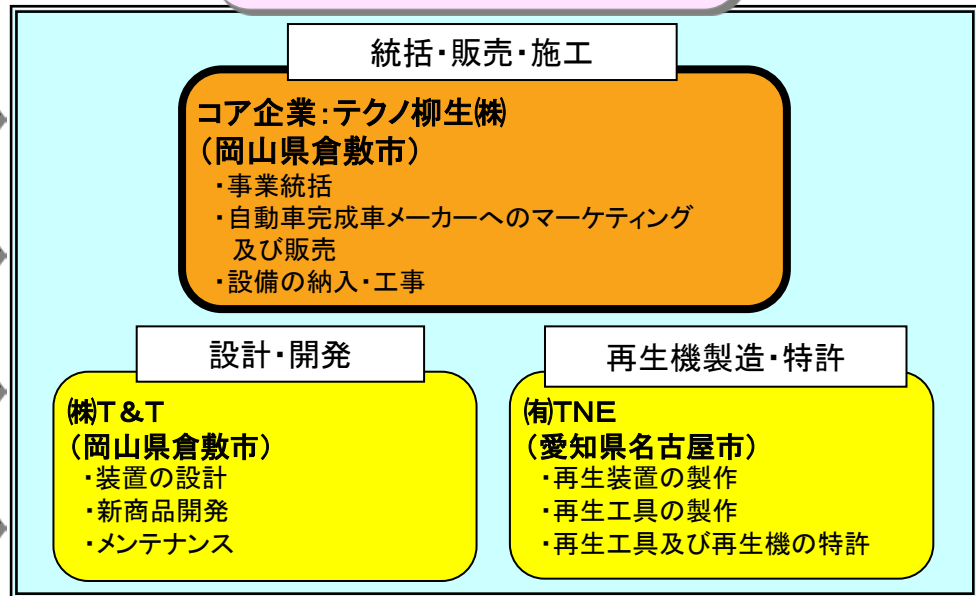 統括・販売・施工
コア企業：テクノ柳生㈱
（岡山県倉敷市）
・事業統括
・自動車完成車メーカーへのマーケティング
及び販売
・設備の納入・工事
設計・開発
㈱T＆T
（岡山県倉敷市）
・装置の設計
・新商品開発
・メンテナンス
再生機製造・特許
㈲TNE
（愛知県名古屋市）
・再生装置の製作
・再生工具の製作
・再生工具及び再生機の特許